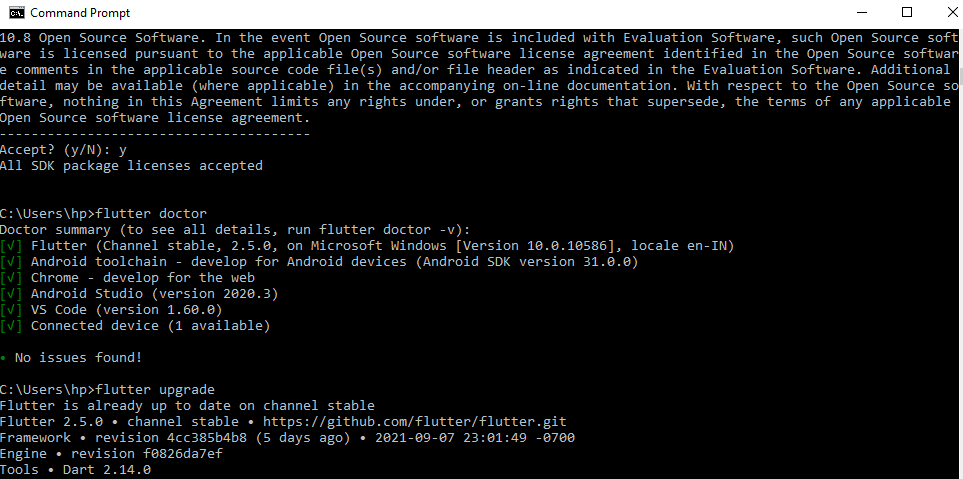 Command Prompt
10.8 Open Source Software. In the event Open Source software is included with Evaluation Software, such Open Source soft
ware is licensed pursuant to the applicable Open Source software license agreement identified in the Open Source softwar
e comments in the applicable source code file(s) and/or file header as indicated in the Evaluation Software. Additional
detail may be available (where applicable) in the accompanying on-line documentation. With respect to the Open Source so
ftware, nothing in this Agreement limits any rights under, or grants rights that supersede, the terms of any applicable
Open Source software license agreement.
---------------------------------------
Accept? (y/N): y
All SDK package licenses accepted
C:\Users\hp>flutter doctor
Doctor summary (to see all details, run flutter doctor -v):
[√] Flutter (Channel stable, 2.5.0, on Microsoft Windows [Version 10.0.10586], locale en-IN)
[√] Android toolchain - develop for Android devices (Android SDK version 31.0.0)
[√] Chrome - develop for the web
[√] Android Studio (version 2020.3)
[√] VS Code (version 1.60.0)
[√] Connected device (1 available)
• No issues found!
C:\Users\hp>flutter upgrade
Flutter is already up to date on channel stable
Flutter 2.5.0 • channel stable • https://github.com/flutter/flutter.git
Framework • revision 4cc385b4b8 (5 days ago) • 2021-09-07 23:01:49 -0700
Engine • revision f0826da7ef
Tools • Dart 2.14.0